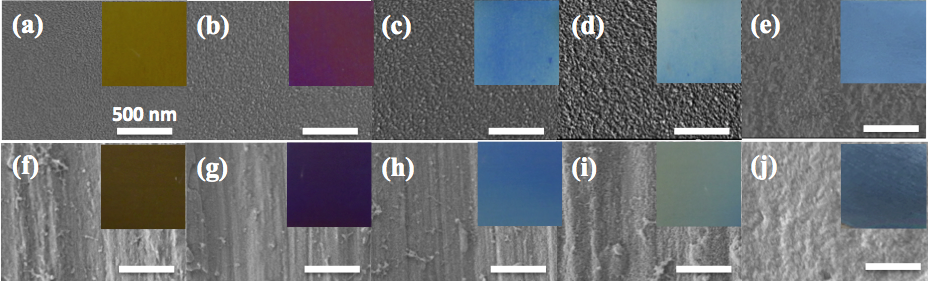 (a) (b) (c) (d) (e)
500 nm
(f) (g) (h) (i) (j)